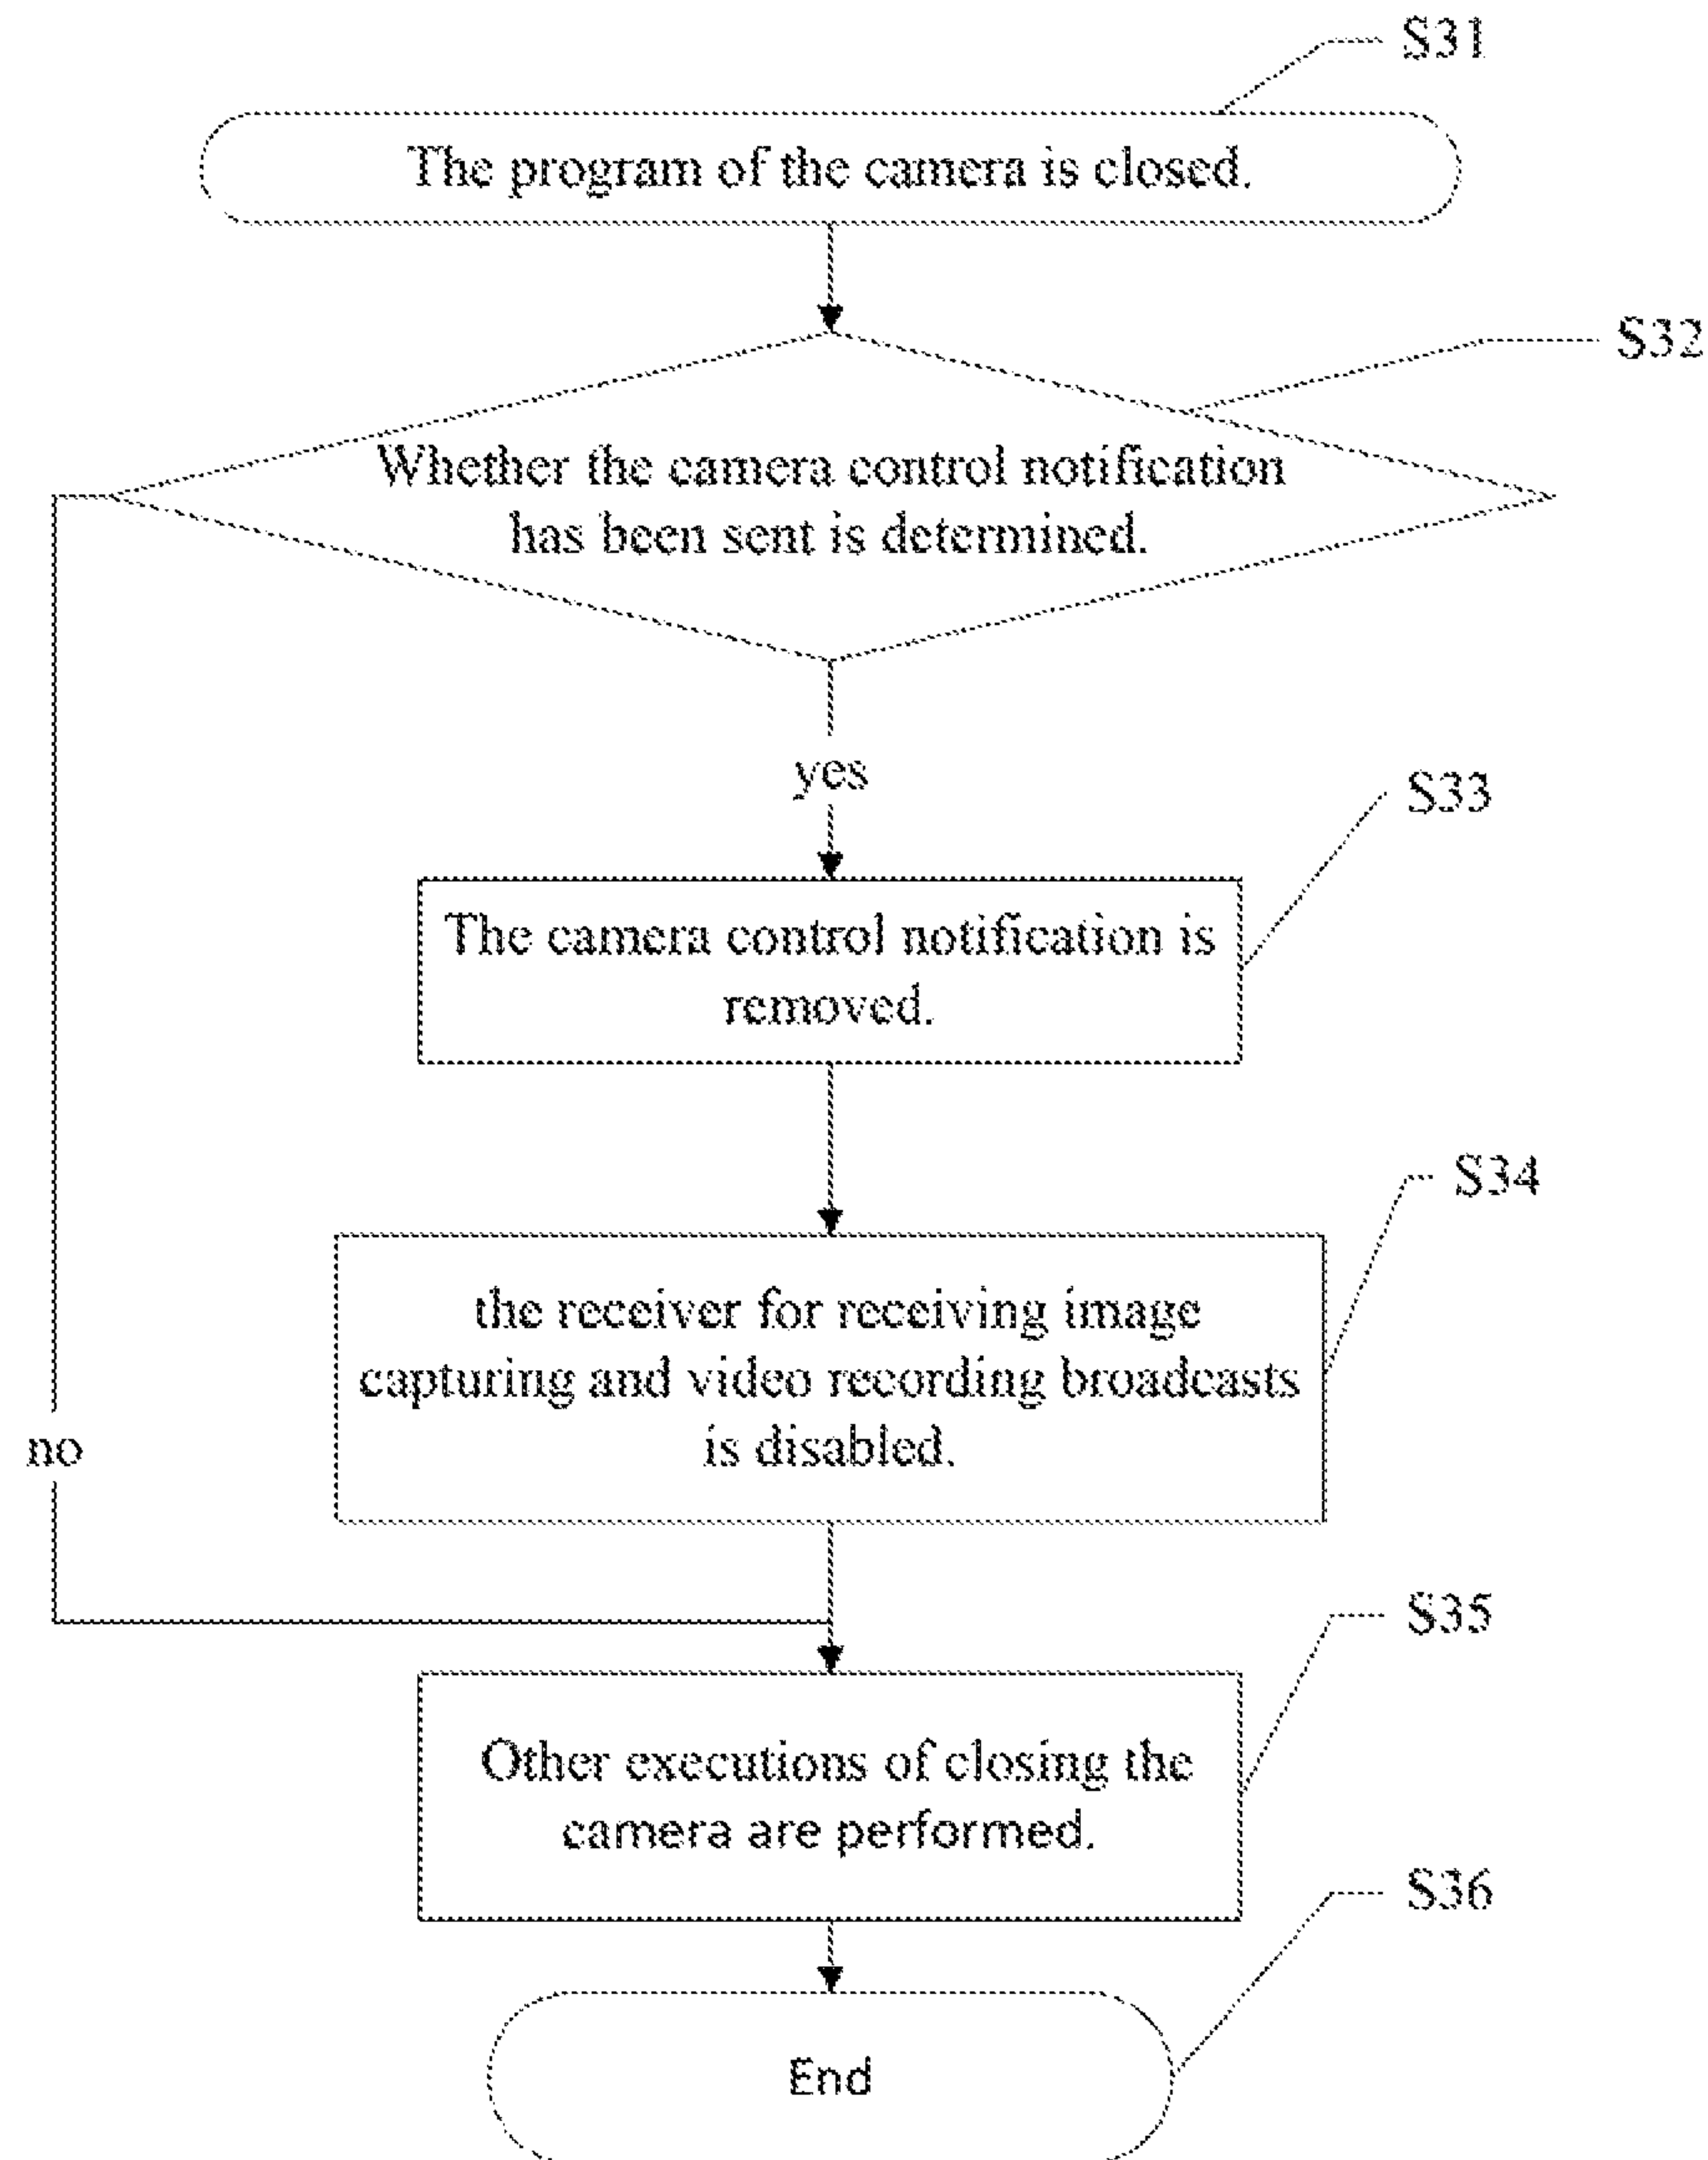 S31
The program of the camera is closed.
S32
Whether the camera control notification
has been sent is determined.
yes
S33
The camera control notification is
removed.
S34
the receiver for receiving image
capturing and video recording broadcasts
is disabled.
no
S35
Other executions of closing the
camera are performed.
S36
End